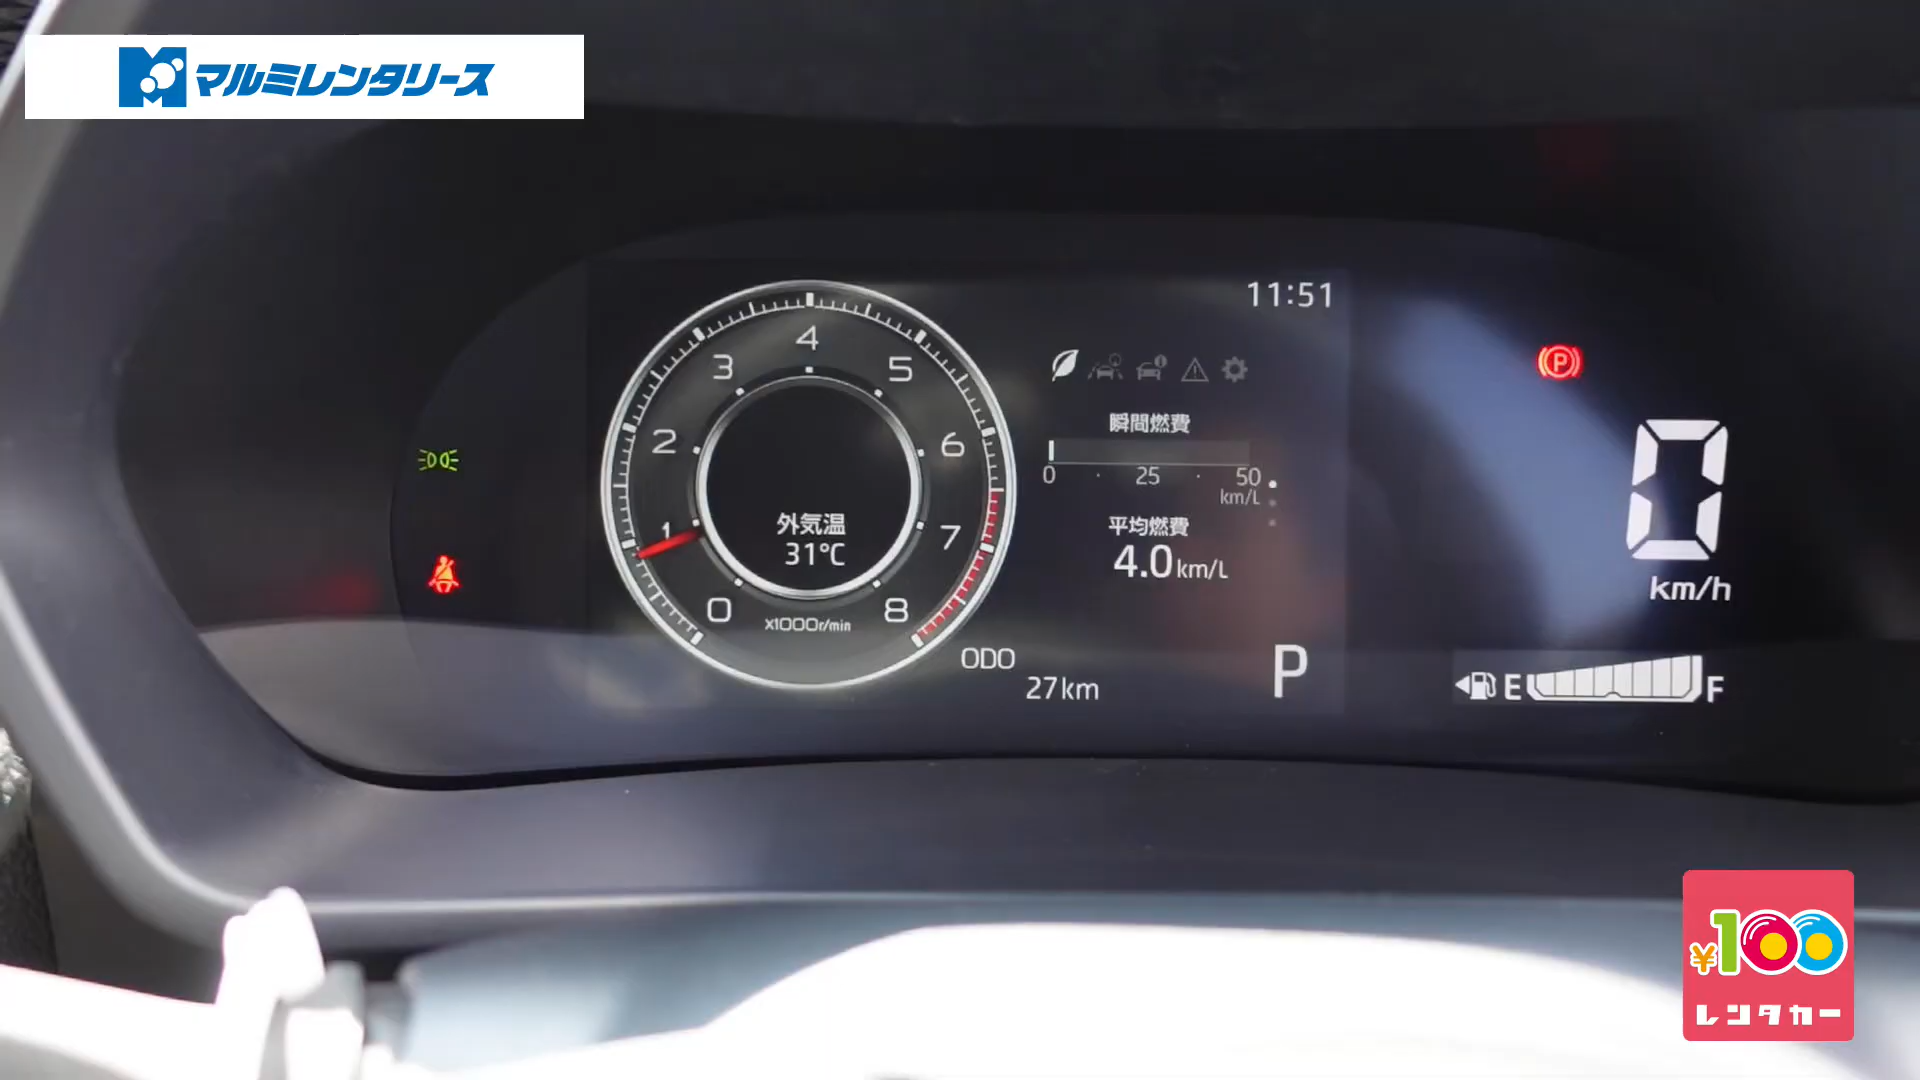 マルミレンタリース
11:51
4
3
5
2
6
1
7
0
8
x1000r/min
外気温
31℃
瞬間燃費
0 · 25 · 50
km/L
平均燃費
4.0km/L
ODO
27km
P
P
0
km/h
E F
¥100
レンタカー